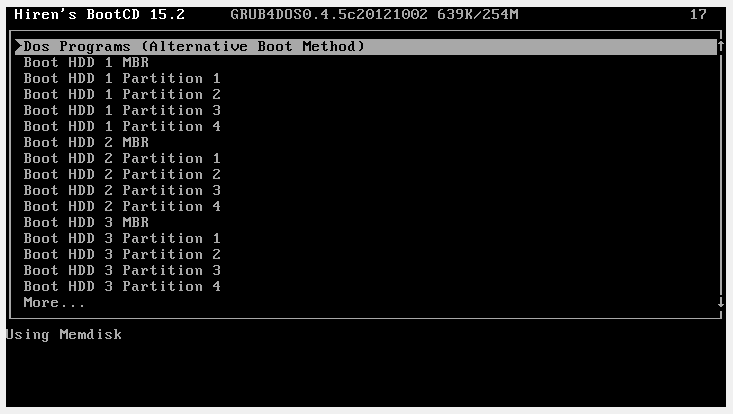 Hiren's BootCD 15.2 GRUB4DOS0.4.5c20121002 639K/254M 17
Dos Programs (Alternative Boot Method)
Boot HDD 1 MBR
Boot HDD 1 Partition 1
Boot HDD 1 Partition 2
Boot HDD 1 Partition 3
Boot HDD 1 Partition 4
Boot HDD 2 MBR
Boot HDD 2 Partition 1
Boot HDD 2 Partition 2
Boot HDD 2 Partition 3
Boot HDD 2 Partition 4
Boot HDD 3 MBR
Boot HDD 3 Partition 1
Boot HDD 3 Partition 2
Boot HDD 3 Partition 3
Boot HDD 3 Partition 4
More...
Using Memdisk